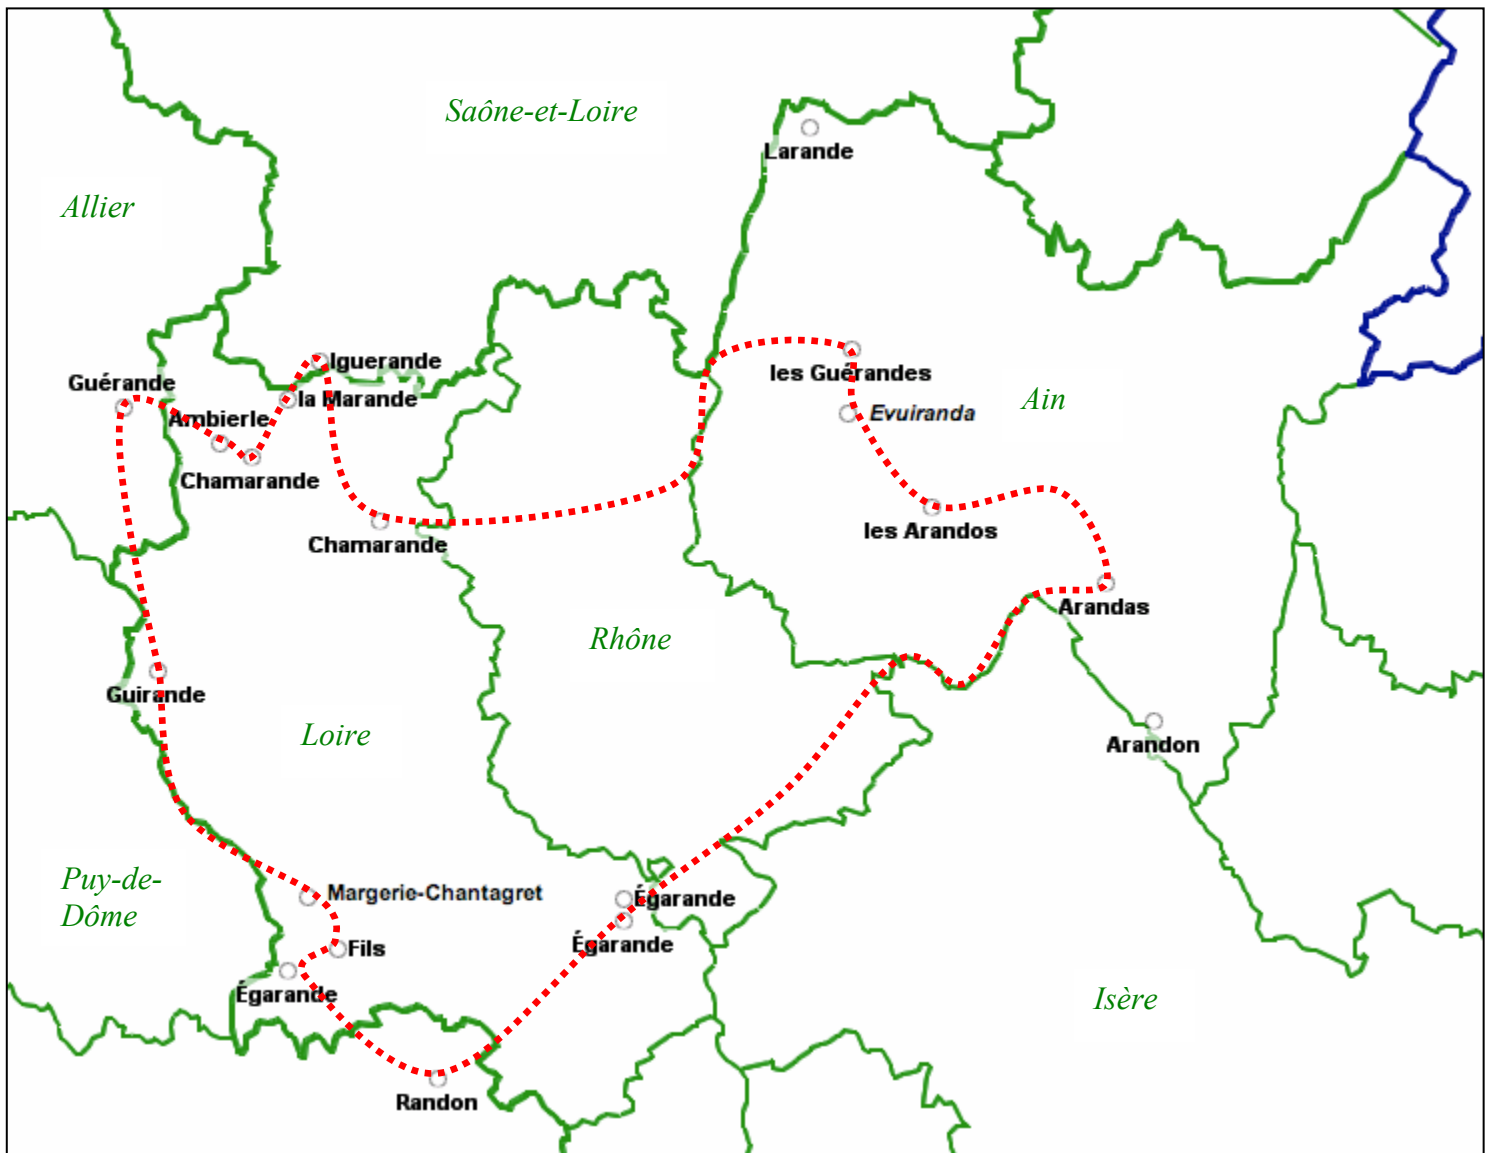 Saône-et-Loire
Larande
Allier
Iguerande
les Guérandes
Guérande
la Marande
Ain
Ambierle
Evuiranda
Chamarande
les Arandos
Chamarande
Arandas
Rhône
Guirande
Loire
Arandon
Puy-de-
Dôme
Margerie-Chantagret
Égarande
Égarande
Fils
Égarande
Isère
Randon